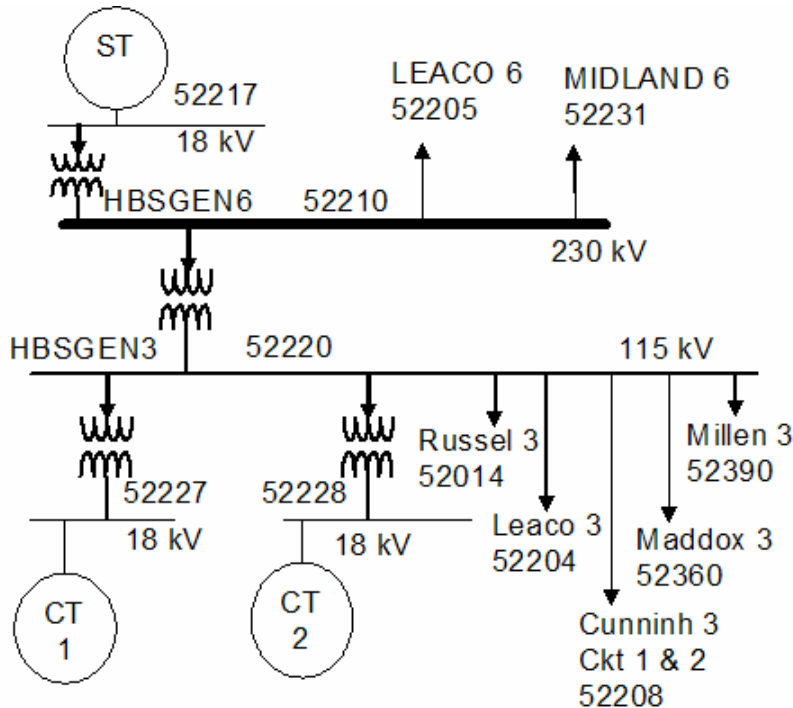 ST
52217
18 kV
LEACO 6
52205
MIDLAND 6
52231
HBSGEN6
52210
230 kV
HBSGEN3
52220
115 kV
Russel 3
52014
Millen 3
52390
52227
52228
18 kV
18 kV
Leaco 3
52204
Maddox 3
52360
CT
1
CT
2
Cunninh 3
Ckt 1 & 2
52208